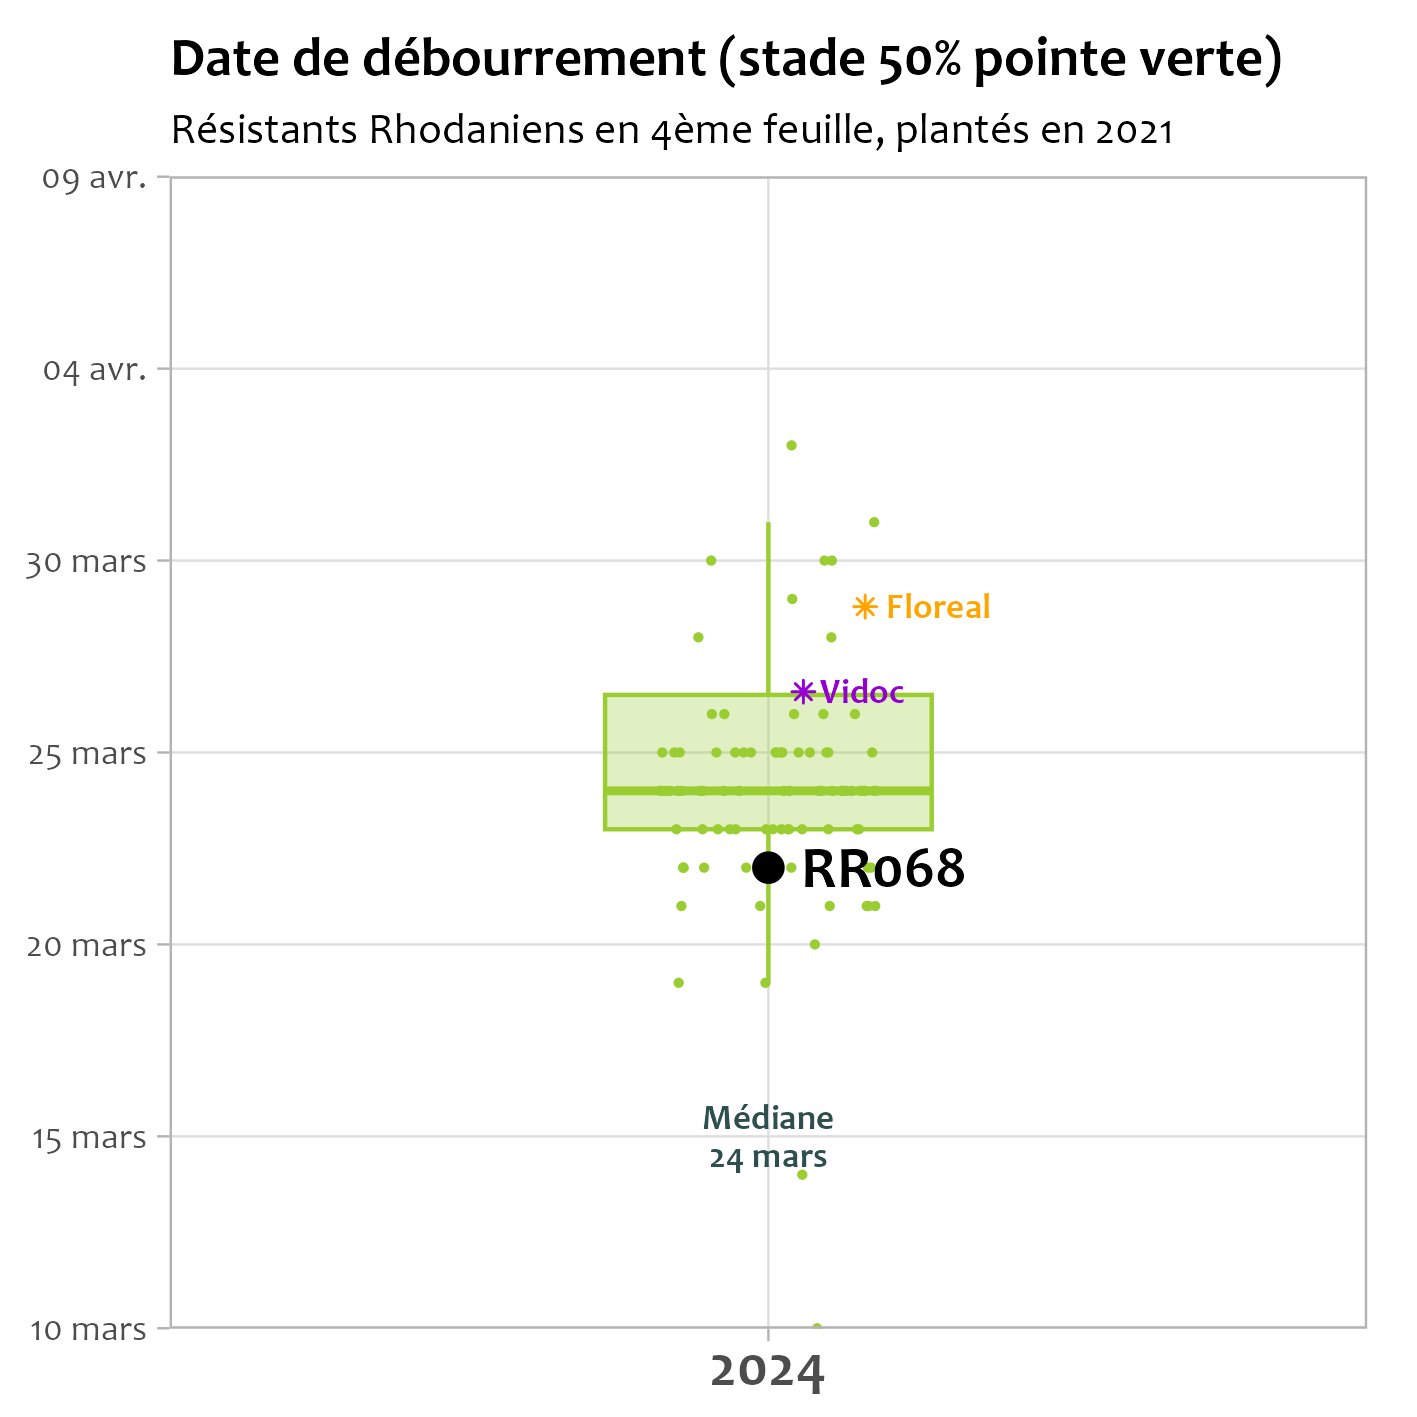 Date de débourrement (stade 50% pointe verte)
Résistants Rhodaniens en 4ème feuille, plantés en 2021
09 avr.
04 avr.
30 mars
25 mars
20 mars
15 mars
10 mars
Floreal
Vidoc
RR068
Médiane
24 mars
2024